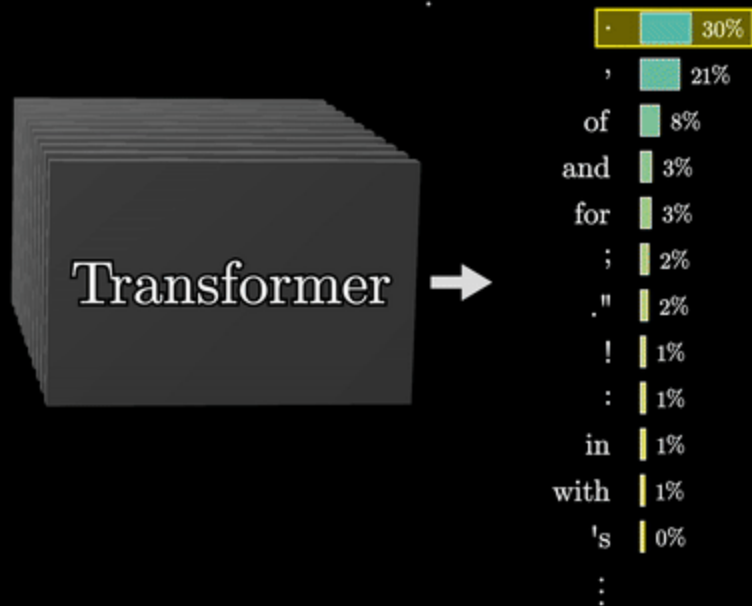 Transformer
. 30%
, 21%
of 8%
and 3%
for 3%
; 2%
." 2%
! 1%
: 1%
in 1%
with 1%
's 0%
⋮